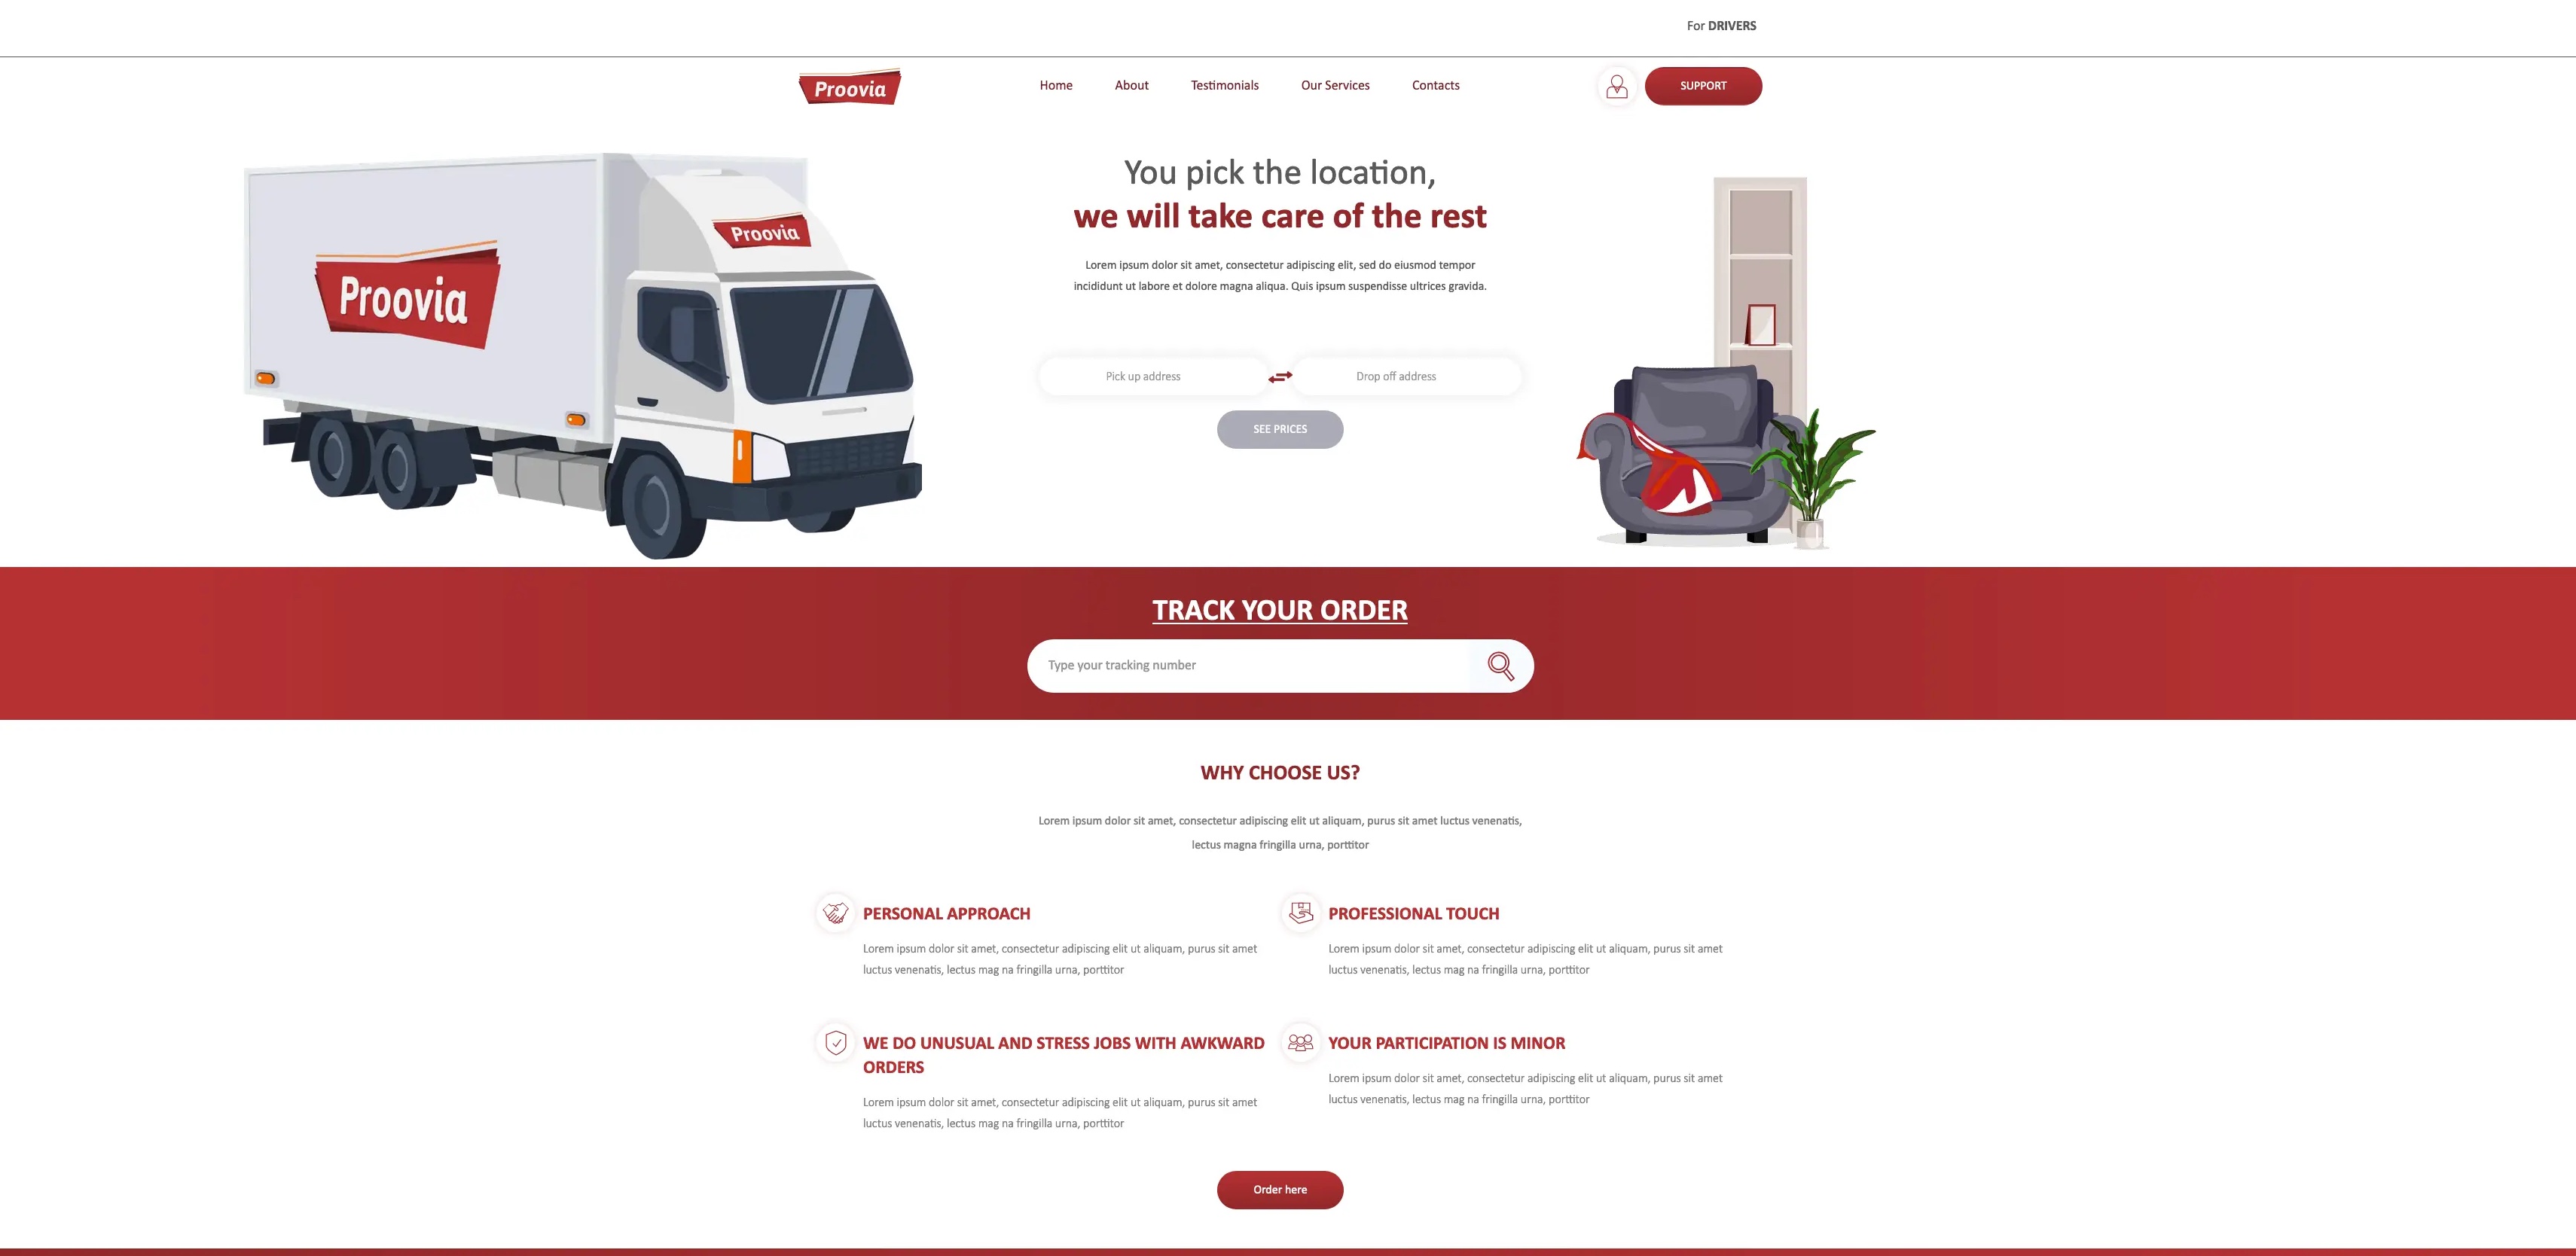 For DRIVERS
Proovia
Home
About
Testimonials
Our Services
Contacts
SUPPORT
Proovia
Proovia
You pick the location,
we will take care of the rest
Lorem ipsum dolor sit amet, consectetur adipiscing elit, sed do eiusmod tempor
incididunt ut labore et dolore magna aliqua. Quis ipsum suspendisse ultrices gravida.
Pick up address
Drop off address
SEE PRICES
TRACK YOUR ORDER
Type your tracking number
WHY CHOOSE US?
Lorem ipsum dolor sit amet, consectetur adipiscing elit ut aliquam, purus sit amet luctus venenatis,
lectus magna fringilla urna, porttitor
PERSONAL APPROACH
Lorem ipsum dolor sit amet, consectetur adipiscing elit ut aliquam, purus sit amet
luctus venenatis, lectus mag na fringilla urna, porttitor
PROFESSIONAL TOUCH
Lorem ipsum dolor sit amet, consectetur adipiscing elit ut aliquam, purus sit amet
luctus venenatis, lectus mag na fringilla urna, porttitor
WE DO UNUSUAL AND STRESS JOBS WITH AWKWARD
ORDERS
Lorem ipsum dolor sit amet, consectetur adipiscing elit ut aliquam, purus sit amet
luctus venenatis, lectus mag na fringilla urna, porttitor
YOUR PARTICIPATION IS MINOR
Lorem ipsum dolor sit amet, consectetur adipiscing elit ut aliquam, purus sit amet
luctus venenatis, lectus mag na fringilla urna, porttitor
Order here